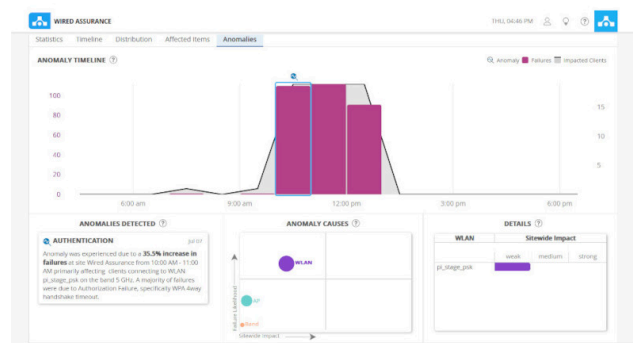 WIRED ASSURANCE
THU, 04:46 PM
Statistics Timeline Distribution Affected Items Anomalies
ANOMALY TIMELINE
Anomaly Failures Impacted Clients
100
80
60
40
20
0
15
10
5
6:00 am 9:00 am 12:00 pm 3:00 pm 6:00 pm
ANOMALIES DETECTED
AUTHENTICATION
Jul 01
Anomaly was experienced due to a 35.5% increase in
failures at site Wired Assurance from 10:00 AM - 11:00
AM primarily affecting clients connecting to WLAN
pi_stage_psk on the band 5 GHz. A majority of failures
were due to Authorization Failure, specifically WPA-Away
handshake timeout.
ANOMALY CAUSES
WLAN
AP
Band
Failure Likelihood
Sitewide Impact
DETAILS
WLAN Sitewide Impact
weak medium strong
pi_stage_psk